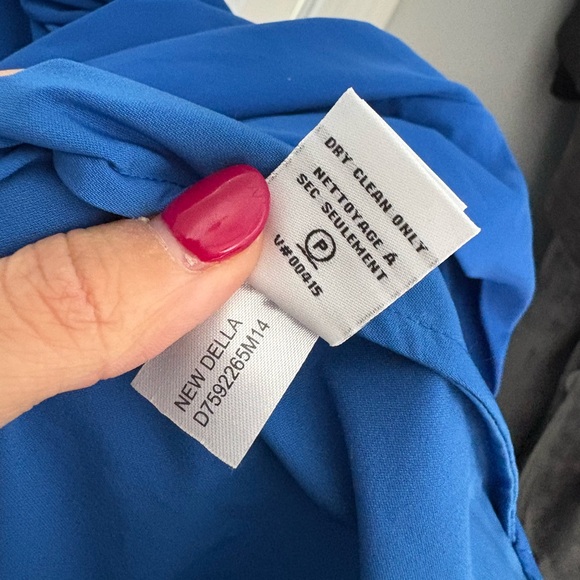 DRY CLEAN ONLY
NETTOYAGE À
SEC SEULEMENT
P
V#00415
NEW DELLA
D7592265M14